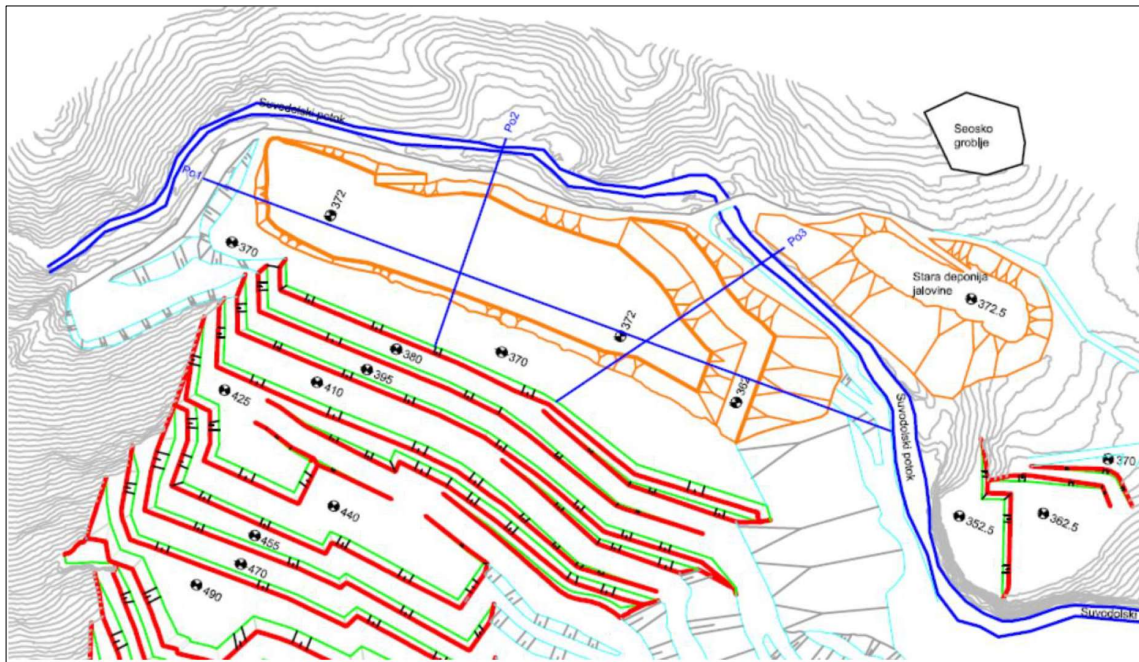 Suvodolski potok
Po2
Šeosko
groblje
Po1
372
370
Po3
Stara deponija
jalovine
372.5
372
380
370
395
410
362
425
Suvodolski potok
370
440
352.5
362.5
455
470
490
Suvodolski